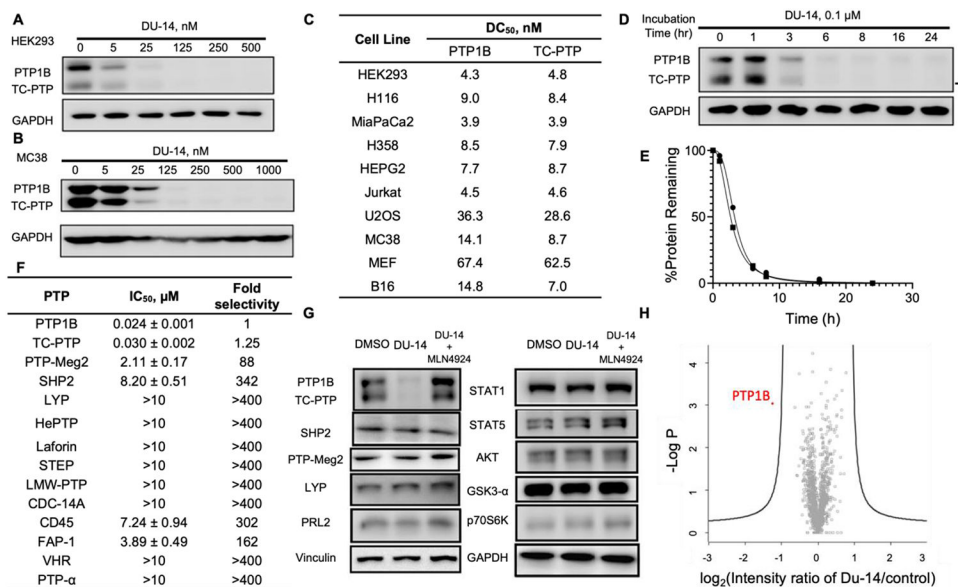 A
DU-14, nM
HEK293
0 5 25 125 250 500
PTP1B
TC-PTP
GAPDH
B
DU-14, nM
MC38
0 5 25 125 250 500 1000
PTP1B
TC-PTP
GAPDH
C
Cell Line DC50, nM
PTP1B TC-PTP
HEK293 4.3 4.8
H116 9.0 8.4
MiaPaCa2 3.9 3.9
H358 8.5 7.9
HEPG2 7.7 8.7
Jurkat 4.5 4.6
U2OS 36.3 28.6
MC38 14.1 8.7
MEF 67.4 62.5
B16 14.8 7.0
D
Incubation Time (hr)
DU-14, 0.1 µM
0 1 3 6 8 16 24
PTP1B
TC-PTP
GAPDH
E
%Protein Remaining
100
50
0
0 10 20 30
Time (h)
F
PTP IC50, µM Fold selectivity
PTP1B 0.024 ± 0.001 1
TC-PTP 0.030 ± 0.002 1.25
PTP-Meg2 2.11 ± 0.17 88
SHP2 8.20 ± 0.51 342
LYP >10 >400
HePTP >10 >400
Laforin >10 >400
STEP >10 >400
LMW-PTP >10 >400
CDC-14A >10 >400
CD45 7.24 ± 0.94 302
FAP-1 3.89 ± 0.49 162
VHR >10 >400
PTP-α >10 >400
G
DMSO DU-14 DU-14 + MLN4924
PTP1B
TC-PTP
SHP2
PTP-Meg2
LYP
PRL2
Vinculin
DMSO DU-14 DU-14 + MLN4924
STAT1
STAT5
AKT
GSK3-α
p70S6K
GAPDH
H
PTP1B
-Log P
4
3
2
1
0
-3 -2 -1 0 1 2 3
log2(Intensity ratio of Du-14/control)